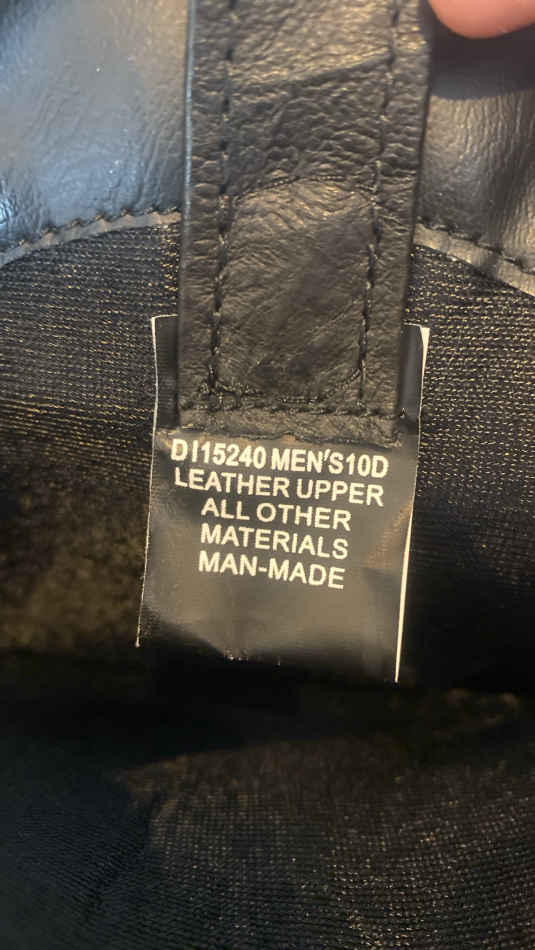 DI15240 MEN'S10D
LEATHER UPPER
ALL OTHER
MATERIALS
MAN-MADE